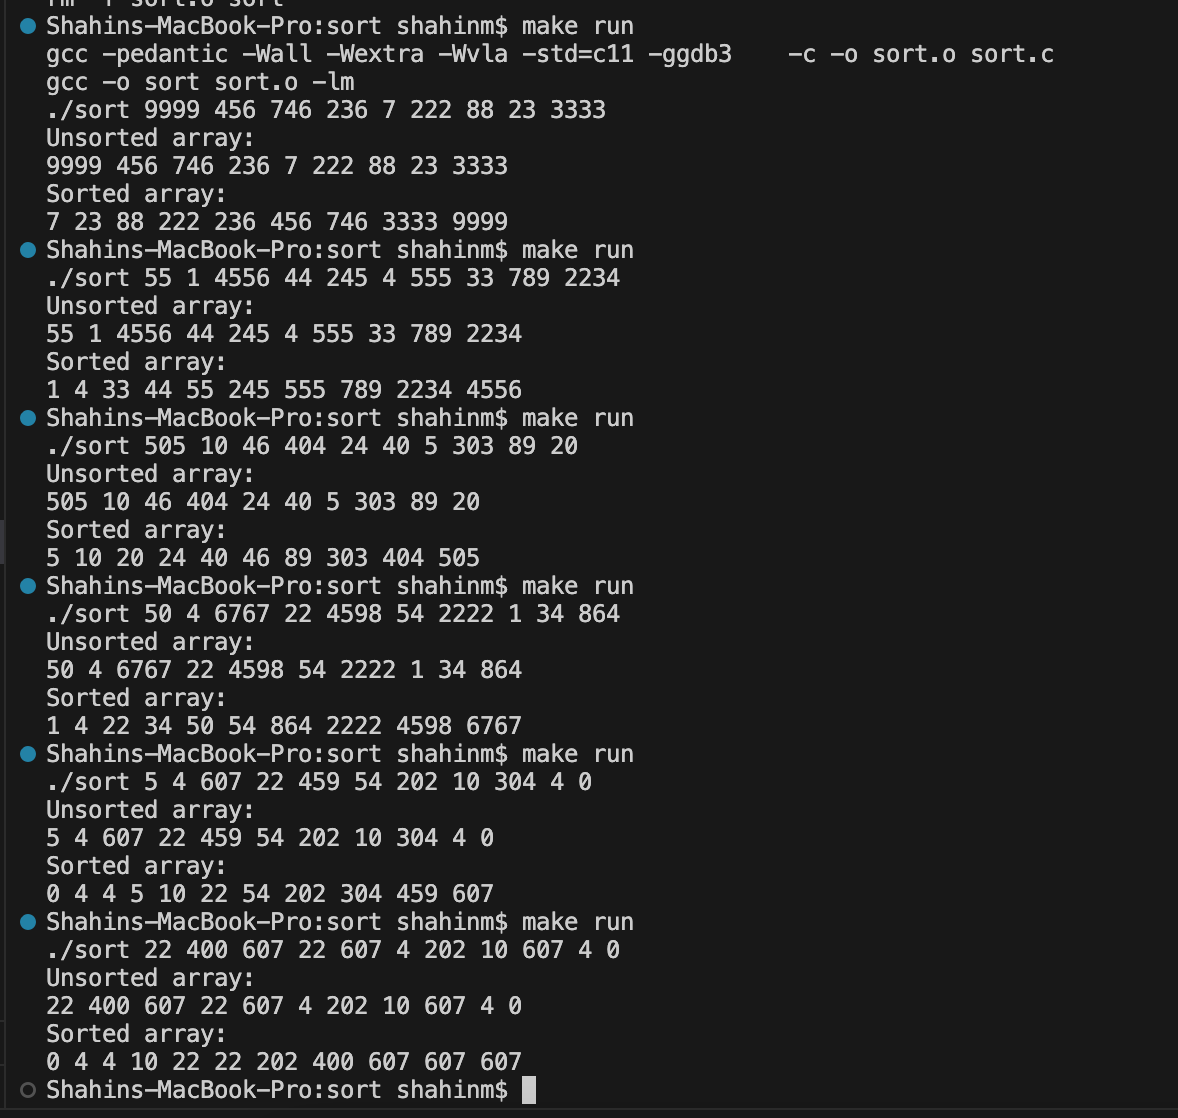 rm -f sort.o sort
Shahins-MacBook-Pro:sort shahinm$ make run
gcc -pedantic -Wall -Wextra -Wvla -std=c11 -ggdb3    -c -o sort.o sort.c
gcc -o sort sort.o -lm
./sort 9999 456 746 236 7 222 88 23 3333
Unsorted array:
9999 456 746 236 7 222 88 23 3333
Sorted array:
7 23 88 222 236 456 746 3333 9999
Shahins-MacBook-Pro:sort shahinm$ make run
./sort 55 1 4556 44 245 4 555 33 789 2234
Unsorted array:
55 1 4556 44 245 4 555 33 789 2234
Sorted array:
1 4 33 44 55 245 555 789 2234 4556
Shahins-MacBook-Pro:sort shahinm$ make run
./sort 505 10 46 404 24 40 5 303 89 20
Unsorted array:
505 10 46 404 24 40 5 303 89 20
Sorted array:
5 10 20 24 40 46 89 303 404 505
Shahins-MacBook-Pro:sort shahinm$ make run
./sort 50 4 6767 22 4598 54 2222 1 34 864
Unsorted array:
50 4 6767 22 4598 54 2222 1 34 864
Sorted array:
1 4 22 34 50 54 864 2222 4598 6767
Shahins-MacBook-Pro:sort shahinm$ make run
./sort 5 4 607 22 459 54 202 10 304 4 0
Unsorted array:
5 4 607 22 459 54 202 10 304 4 0
Sorted array:
0 4 4 5 10 22 54 202 304 459 607
Shahins-MacBook-Pro:sort shahinm$ make run
./sort 22 400 607 22 607 4 202 10 607 4 0
Unsorted array:
22 400 607 22 607 4 202 10 607 4 0
Sorted array:
0 4 4 10 22 22 202 400 607 607 607
Shahins-MacBook-Pro:sort shahinm$